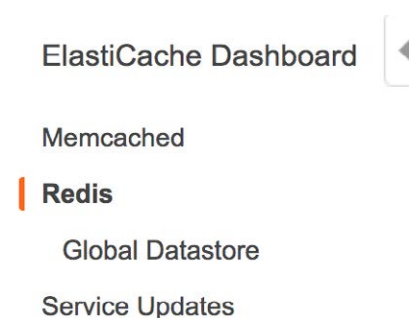 ElastiCache Dashboard
Memcached
Redis
Global Datastore
Service Updates